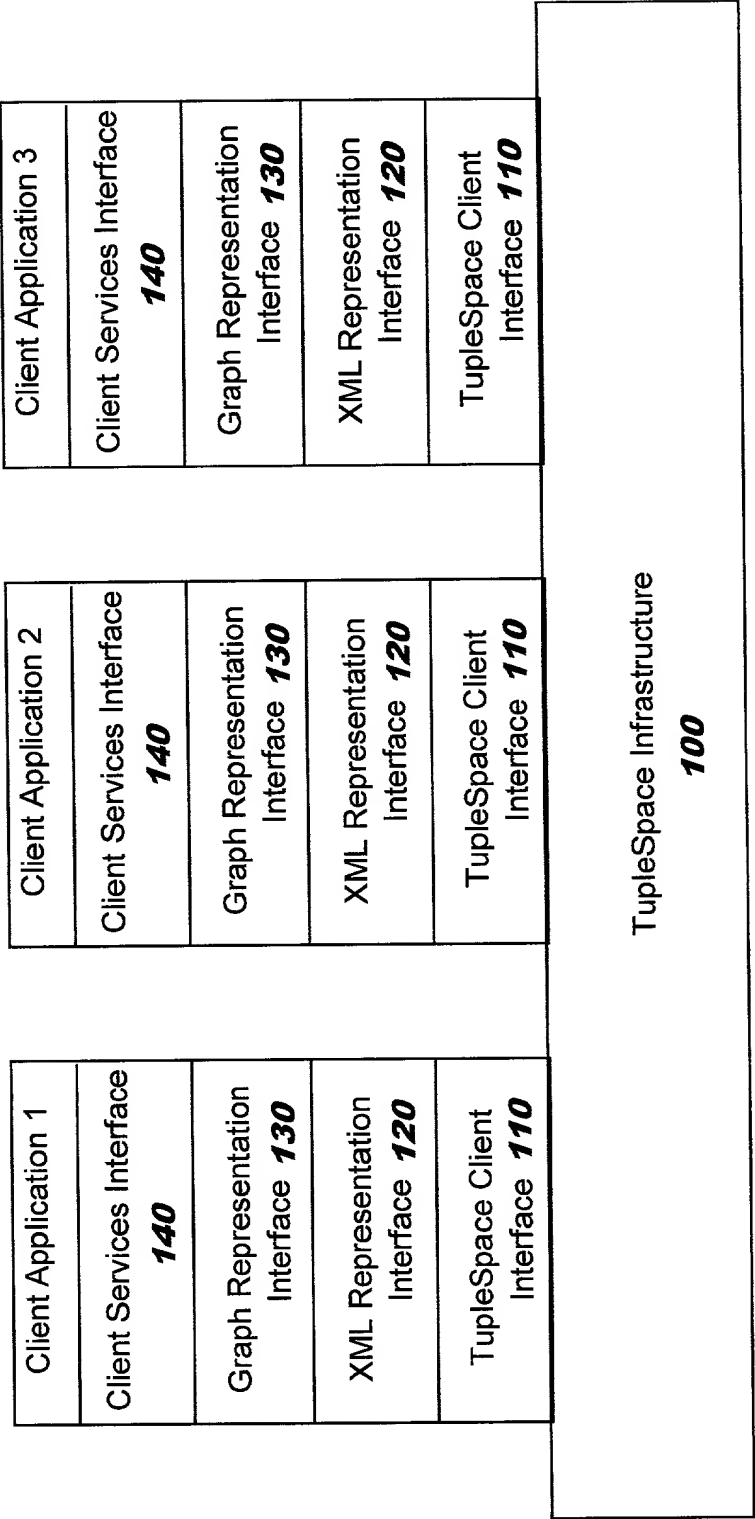 Client Application 1
Client Services Interface
140
Graph Representation
Interface 130
XML Representation
Interface 120
TupleSpace Client
Interface 110
Client Application 2
Client Services Interface
140
Graph Representation
Interface 130
XML Representation
Interface 120
TupleSpace Client
Interface 110
Client Application 3
Client Services Interface
140
Graph Representation
Interface 130
XML Representation
Interface 120
TupleSpace Client
Interface 110
TupleSpace Infrastructure
100